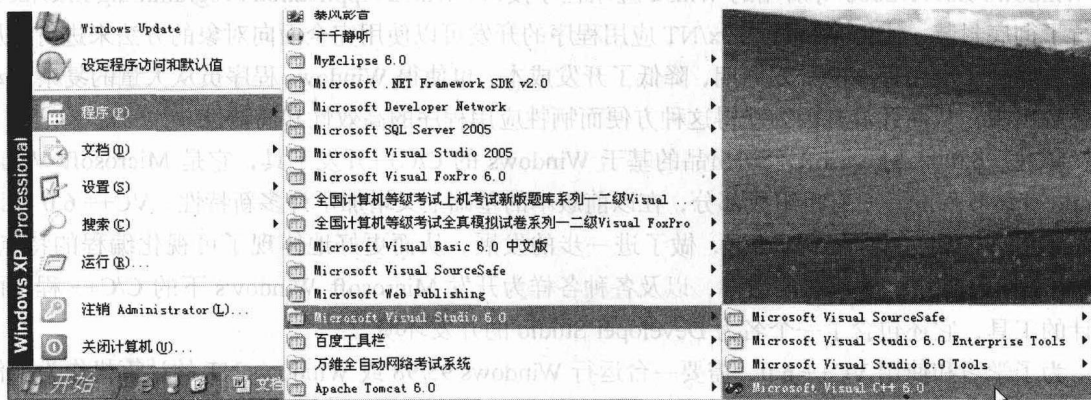 Windows XP Professional
Windows Update
设定程序访问和默认值
程序(P)
文档(D)
设置(S)
搜索(C)
运行(R)...
注销 Administrator(L)...
关闭计算机(U)...
开始
文档
暴风影音
千千静听
MyEclipse 6.0
Microsoft .NET Framework SDK v2.0
Microsoft Developer Network
Microsoft SQL Server 2005
Microsoft Visual Studio 2005
Microsoft Visual FoxPro 6.0
全国计算机等级考试上机考试新版题库系列一二级Visual ...
全国计算机等级考试全真模拟试卷系列一二级Visual FoxPro
Microsoft Visual Basic 6.0 中文版
Microsoft Visual SourceSafe
Microsoft Web Publishing
Microsoft Visual Studio 6.0
百度工具栏
万维全自动网络考试系统
Apache Tomcat 6.0
Microsoft Visual SourceSafe
Microsoft Visual Studio 6.0 Enterprise Tools
Microsoft Visual Studio 6.0 Tools
Microsoft Visual C++ 6.0